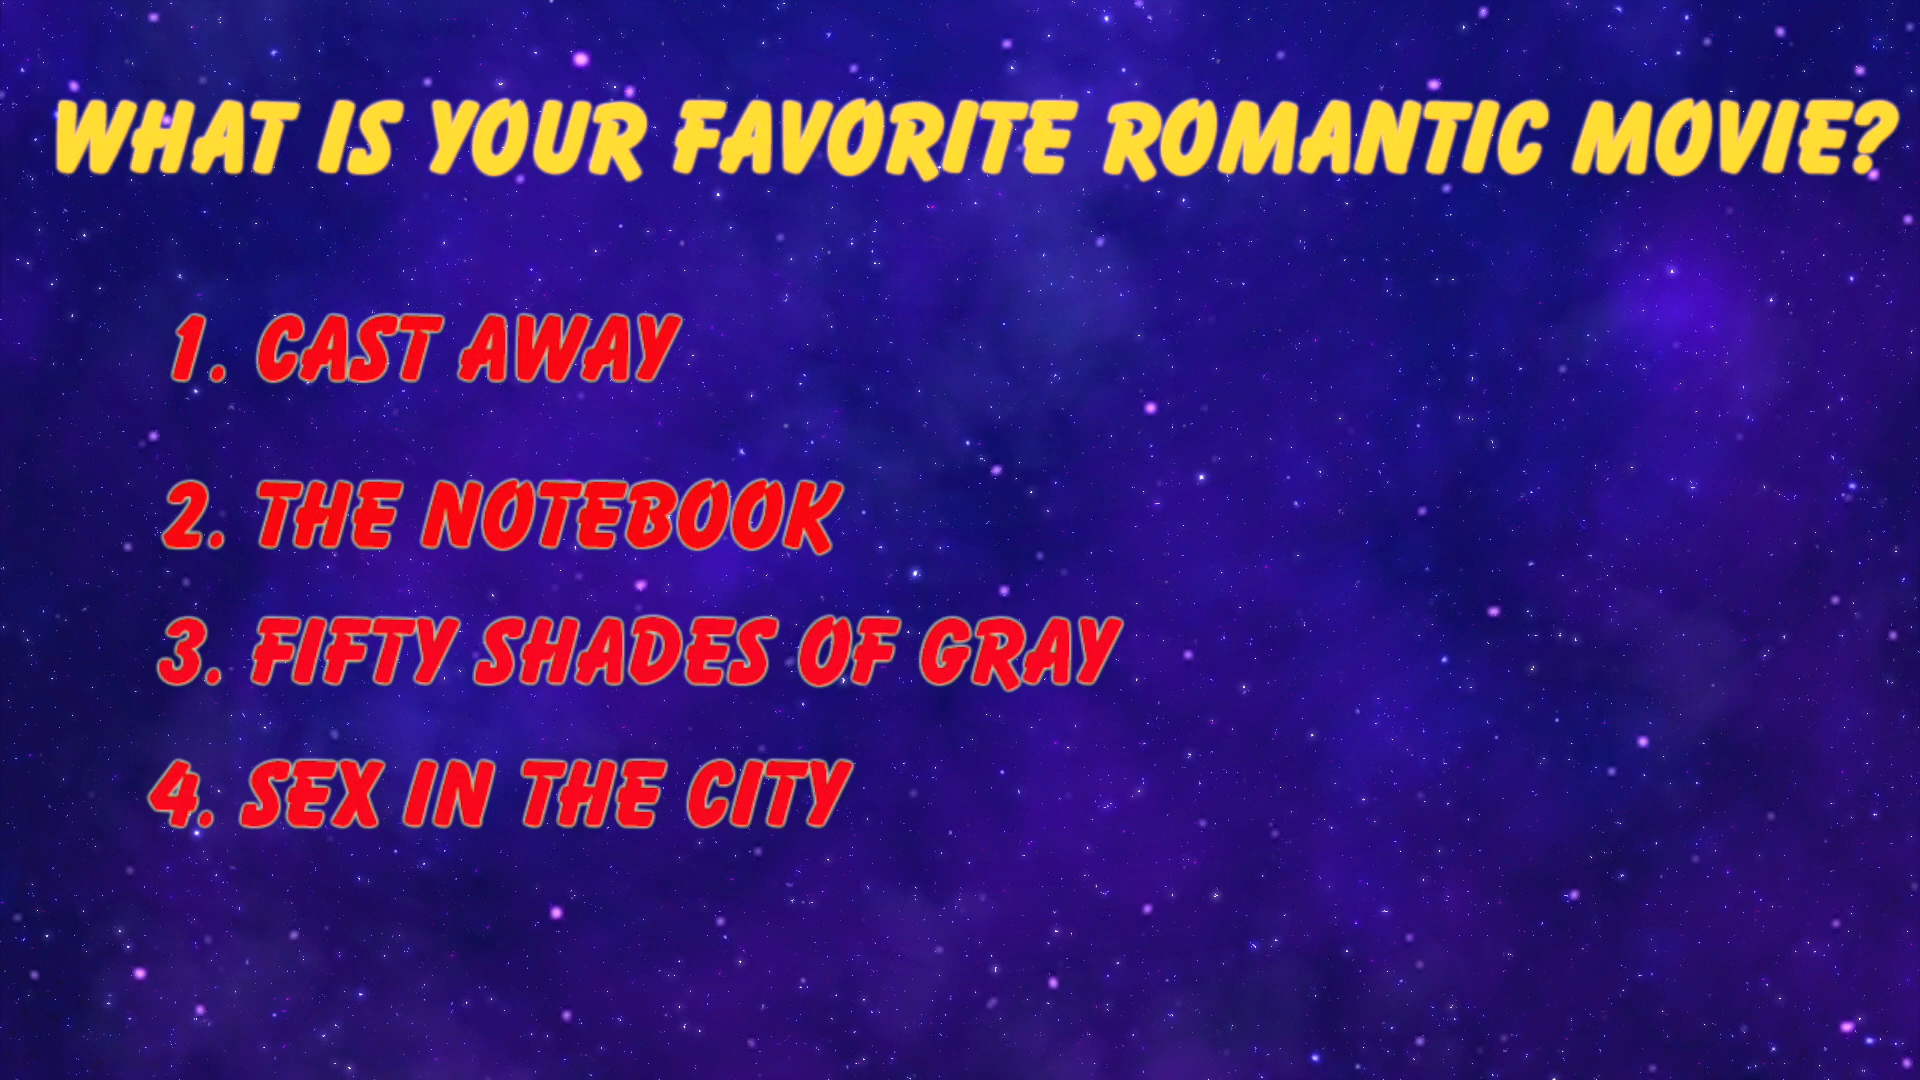 WHAT IS YOUR FAVORITE ROMANTIC MOVIE?
1. CAST AWAY
2. THE NOTEBOOK
3. FIFTY SHADES OF GRAY
4. SEX IN THE CITY